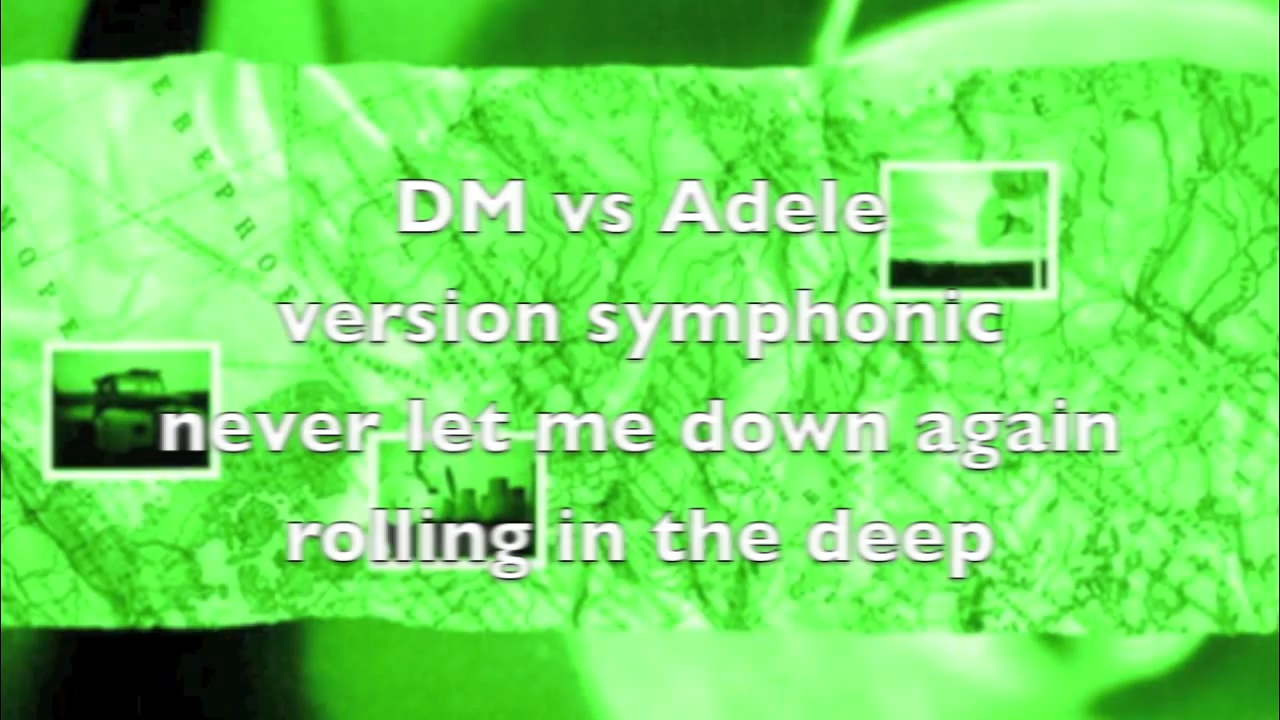 DM vs Adele
version symphonic
never let me down again
rolling in the deep